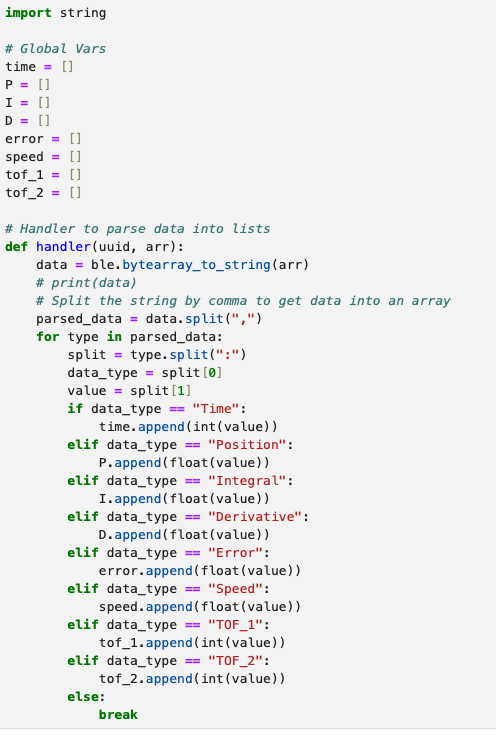 import string

# Global Vars
time = []
P = []
I = []
D = []
error = []
speed = []
tof_1 = []
tof_2 = []

# Handler to parse data into lists
def handler(uuid, arr):
    data = ble.bytearray_to_string(arr)
    # print(data)
    # Split the string by comma to get data into an array
    parsed_data = data.split(",")
    for type in parsed_data:
        split = type.split(":")
        data_type = split[0]
        value = split[1]
        if data_type == "Time":
            time.append(int(value))
        elif data_type == "Position":
            P.append(float(value))
        elif data_type == "Integral":
            I.append(float(value))
        elif data_type == "Derivative":
            D.append(float(value))
        elif data_type == "Error":
            error.append(float(value))
        elif data_type == "Speed":
            speed.append(float(value))
        elif data_type == "TOF_1":
            tof_1.append(int(value))
        elif data_type == "TOF_2":
            tof_2.append(int(value))
        else:
            break